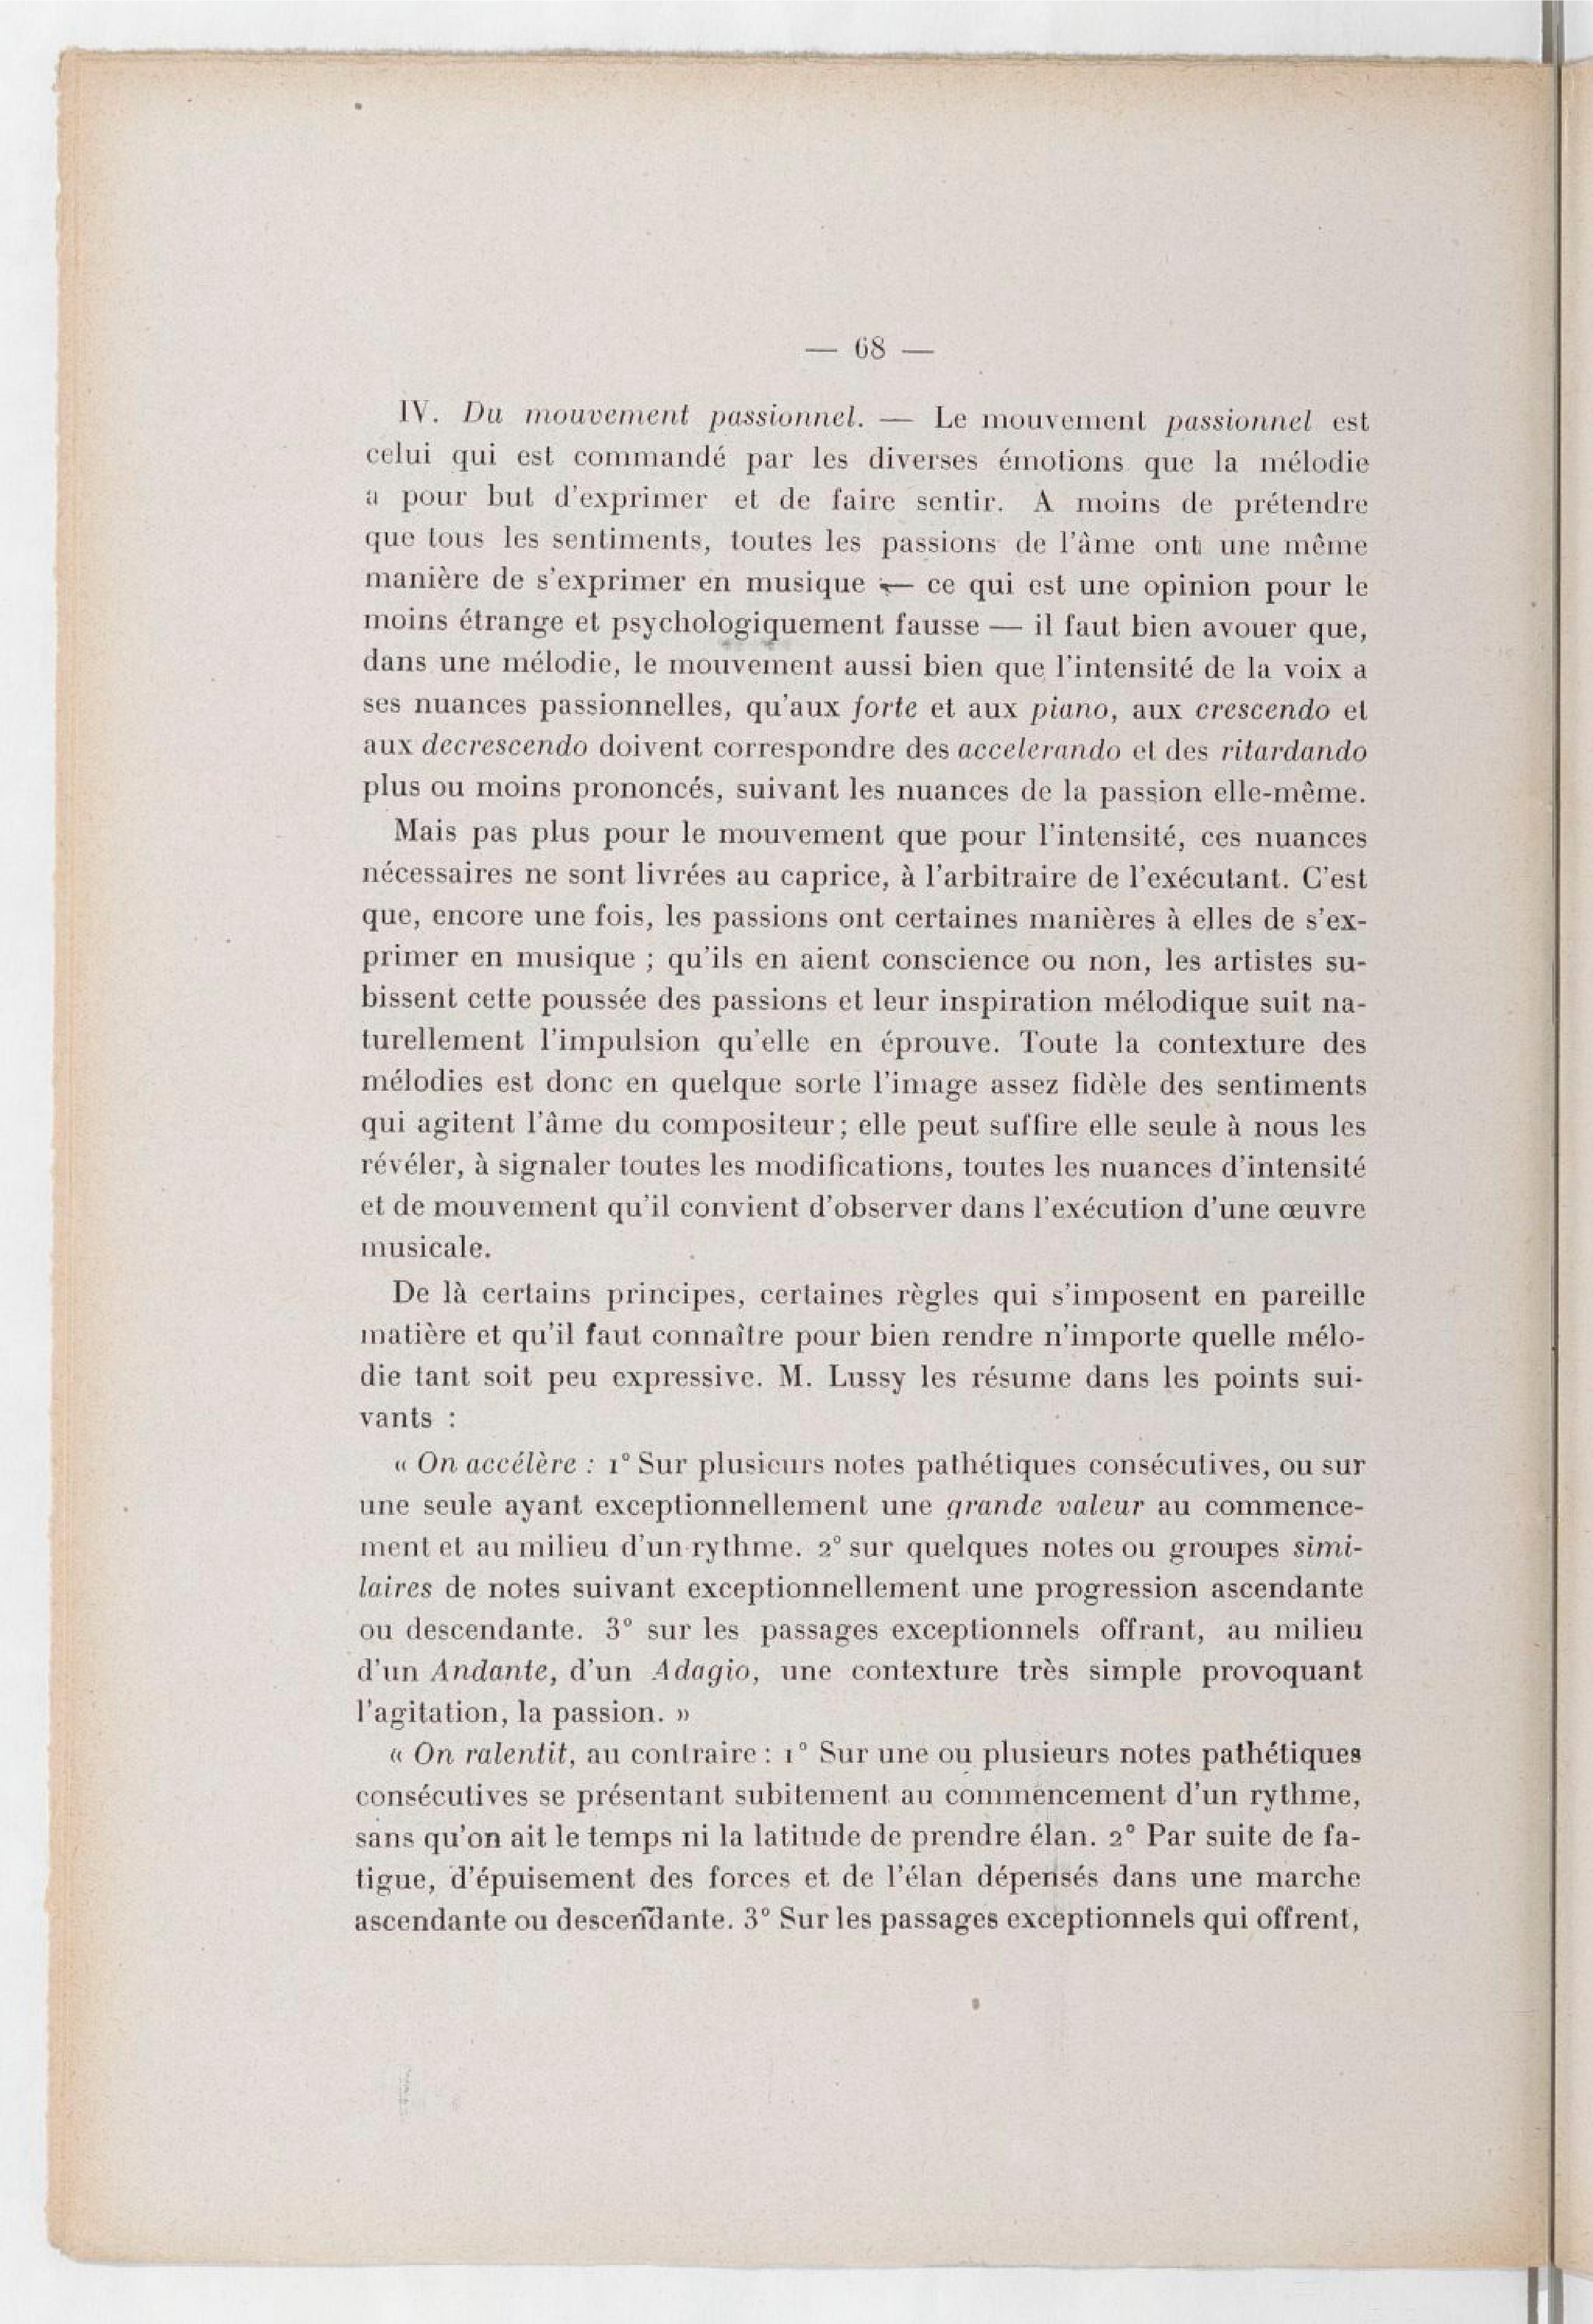 — 68 —
IV. Du mouvement passionnel. — Le mouvement passionnel est
celui qui est commandé par les diverses émotions que la mélodie
a pour but d'exprimer et de faire sentir. A moins de prétendre
que tous les sentiments, toutes les passions de l'âme ont une même
manière de s'exprimer en musique — ce qui est une opinion pour le
moins étrange et psychologiquement fausse — il faut bien avouer que,
dans une mélodie, le mouvement aussi bien que l'intensité de la voix a
ses nuances passionnelles, qu'aux forte et aux piano, aux crescendo et
aux decrescendo doivent correspondre des accelerando et des ritardando
plus ou moins prononcés, suivant les nuances de la passion elle-même.
Mais pas plus pour le mouvement que pour l'intensité, ces nuances
nécessaires ne sont livrées au caprice, à l'arbitraire de l'exécutant. C'est
que, encore une fois, les passions ont certaines manières à elles de s'ex-
primer en musique ; qu'ils en aient conscience ou non, les artistes su-
bissent cette poussée des passions et leur inspiration mélodique suit na-
turellement l'impulsion qu'elle en éprouve. Toute la contexture des
mélodies est donc en quelque sorte l'image assez fidèle des sentiments
qui agitent l'âme du compositeur ; elle peut suffire elle seule à nous les
révéler, à signaler toutes les modifications, toutes les nuances d'intensité
et de mouvement qu'il convient d'observer dans l'exécution d'une œuvre
musicale.
De là certains principes, certaines règles qui s'imposent en pareille
matière et qu'il faut connaître pour bien rendre n'importe quelle mélo-
die tant soit peu expressive. M. Lussy les résume dans les points sui-
vants :
« On accélère : 1° Sur plusieurs notes pathétiques consécutives, ou sur
une seule ayant exceptionnellement une grande valeur au commence-
ment et au milieu d'un rythme. 2° sur quelques notes ou groupes simi-
laires de notes suivant exceptionnellement une progression ascendante
ou descendante. 3° sur les passages exceptionnels offrant, au milieu
d'un Andante, d'un Adagio, une contexture très simple provoquant
l'agitation, la passion. »
« On ralentit, au contraire : 1° Sur une ou plusieurs notes pathétiques
consécutives se présentant subitement au commencement d'un rythme,
sans qu'on ait le temps ni la latitude de prendre élan. 2° Par suite de fa-
tigue, d'épuisement des forces et de l'élan dépensés dans une marche
ascendante ou descendante. 3° Sur les passages exceptionnels qui offrent,